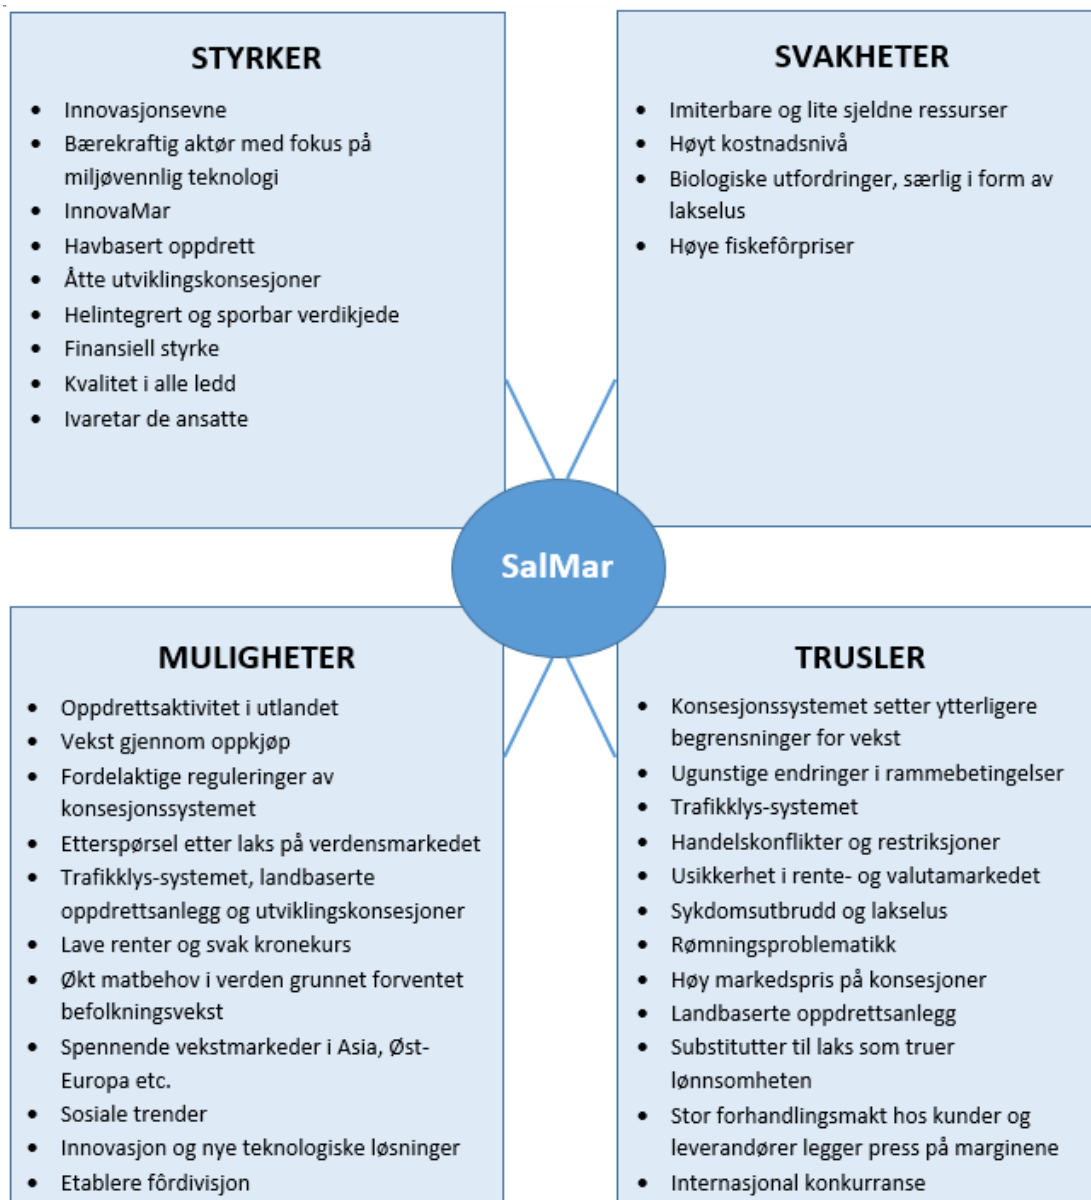 STYRKER
• Innovasjonsevne
• Bærekraftig aktør med fokus på
miljøvennlig teknologi
• InnovaMar
• Havbasert oppdrett
• Åtte utviklingskonsesjoner
• Helintegrert og sporbar verdikjede
• Finansiell styrke
• Kvalitet i alle ledd
• Ivaretar de ansatte
SVAKHETER
• Imiterbare og lite sjeldne ressurser
• Høyt kostnadsnivå
• Biologiske utfordringer, særlig i form av
lakselus
• Høye fiskefôrpriser
SalMar
MULIGHETER
• Oppdrettsaktivitet i utlandet
• Vekst gjennom oppkjøp
• Fordelaktige reguleringer av
konsesjonssystemet
• Etterspørsel etter laks på verdensmarkedet
• Trafikklys-systemet, landbaserte
oppdrettsanlegg og utviklingskonsesjoner
• Lave renter og svak kronekurs
• Økt matbehov i verden grunnet forventet
befolkningsvekst
• Spennende vekstmarkeder i Asia, Øst-
Europa etc.
• Sosiale trender
• Innovasjon og nye teknologiske løsninger
• Etablere fôrdivisjon
TRUSLER
• Konsesjonssystemet setter ytterligere
begrensninger for vekst
• Ugunstige endringer i rammebetingelser
• Trafikklys-systemet
• Handelskonflikter og restriksjoner
• Usikkerhet i rente- og valutamarkedet
• Sykdomsutbrudd og lakselus
• Rømningsproblematikk
• Høy markedspris på konsesjoner
• Landbaserte oppdrettsanlegg
• Substitutter til laks som truer
lønnsomheten
• Stor forhandlingsmakt hos kunder og
leverandører legger press på marginene
• Internasjonal konkurranse